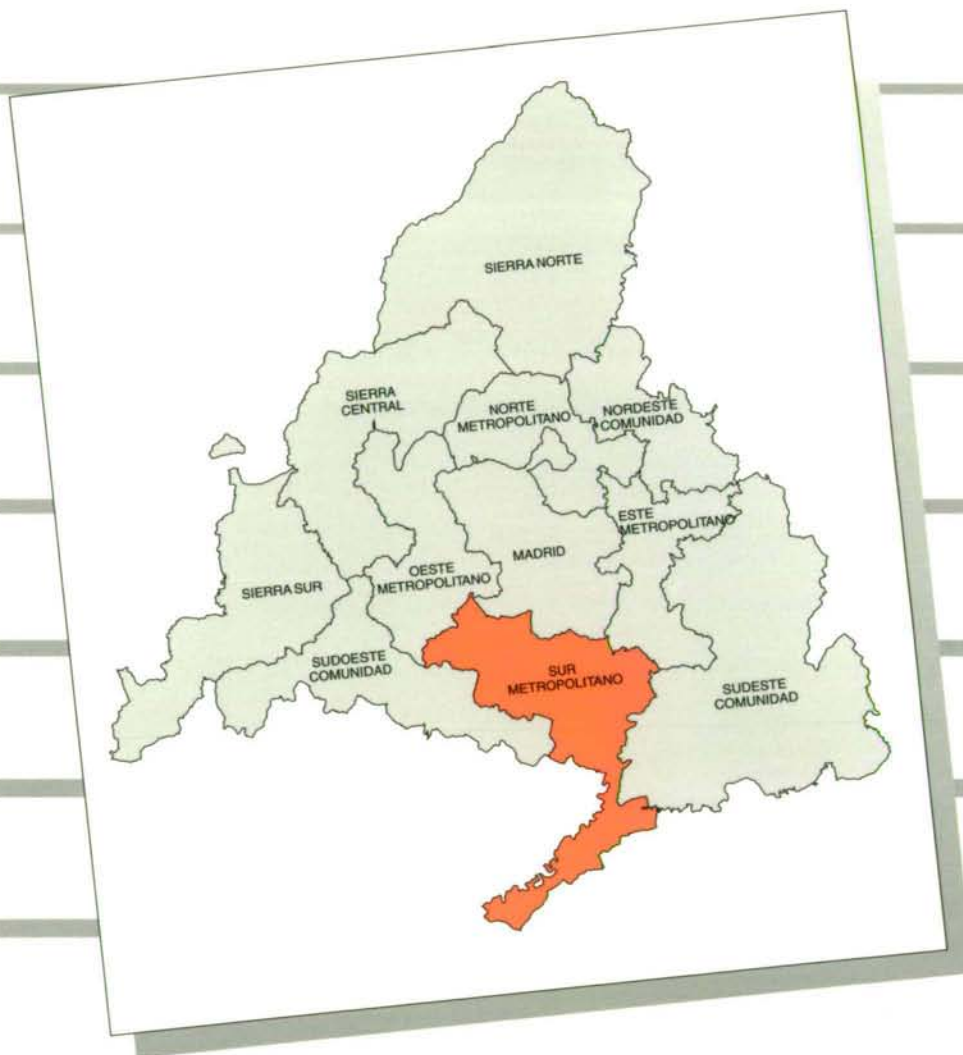 SIERRA NORTE
SIERRA
CENTRAL
NORTE
METROPOLITANO
NORDESTE
COMUNIDAD
ESTE
METROPOLITANO
MADRID
OESTE
METROPOLITANO
SIERRA SUR
SUDOESTE
COMUNIDAD
SUR
METROPOLITANO
SUDESTE
COMUNIDAD